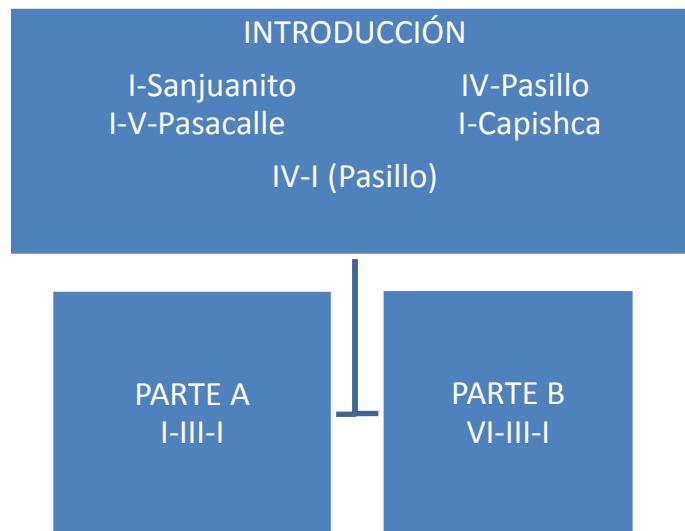 INTRODUCCIÓN
I-Sanjuanito IV-Pasillo
I-V-Pasacalle I-Capishca
IV-I (Pasillo)
PARTE A
I-III-I
PARTE B
VI-III-I